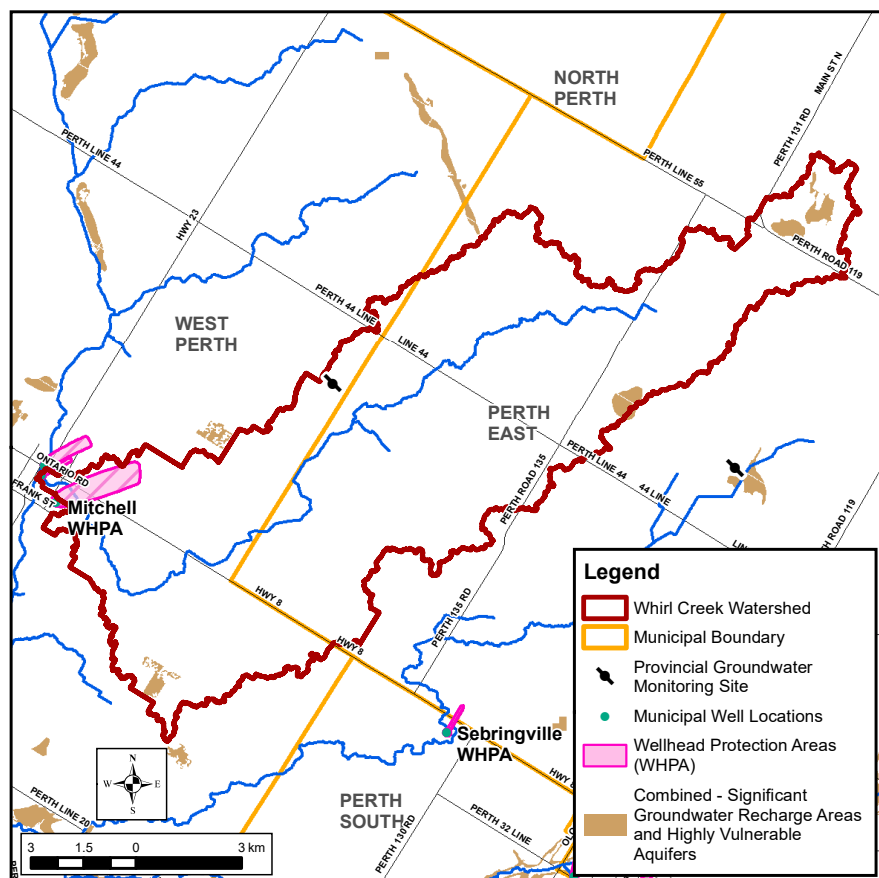 NORTH
PERTH
MAIN ST N
PERTH 131 RD
PERTH LINE 44
PERTH LINE 55
HWY 23
PERTH ROAD 119
PERTH 44 LINE
WEST
PERTH
LINE 44
PERTH
EAST
PERTH LINE 44
44 LINE
ONTARIO RD
FRANK ST
Mitchell
WHPA
PERTH ROAD 135
ROAD 119
HWY 8
PERTH 135 RD
HWY 8
Sebringville
WHPA
N
W
E
S
PERTH LINE 20
PERTH
SOUTH
PERTH 130 RD
PERTH 32 LINE
HWY 8
3 1.5 0 3 km
Legend
Whirl Creek Watershed
Municipal Boundary
Provincial Groundwater
Monitoring Site
Municipal Well Locations
Wellhead Protection Areas
(WHPA)
Combined - Significant
Groundwater Recharge Areas
and Highly Vulnerable
Aquifers